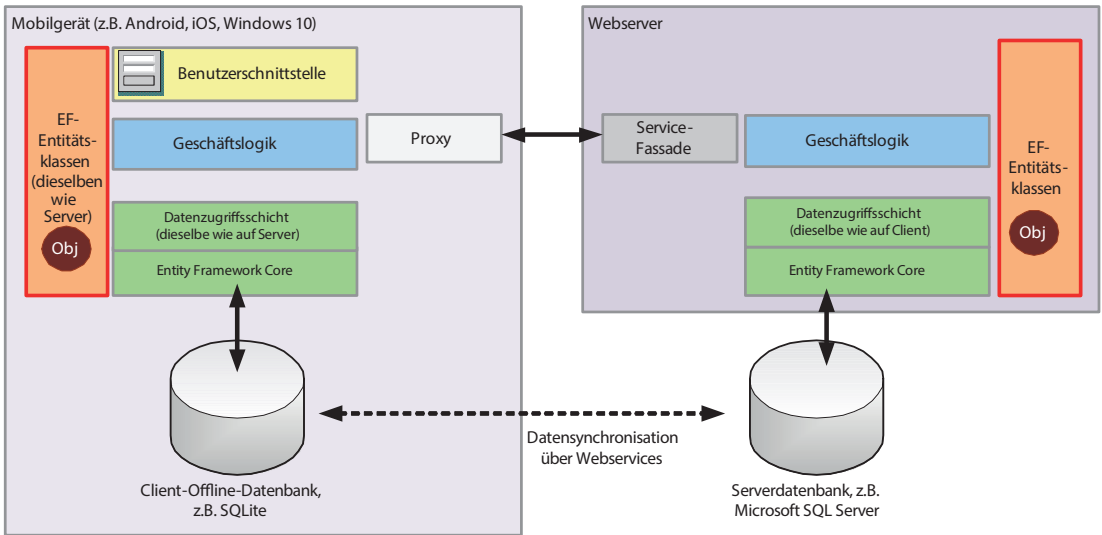 Mobilgerät (z.B. Android, iOS, Windows 10)
EF-
Entitäts-
klassen
(dieselben
wie
Server)
Obj
Benutzerschnittstelle
Geschäftslogik
Proxy
Datenzugriffsschicht
(dieselbe wie auf Server)
Entity Framework Core
Client-Offline-Datenbank,
z.B. SQLite
Datensynchronisation
über Webservices
Webserver
Service-
Fassade
Geschäftslogik
Datenzugriffsschicht
(dieselbe wie auf Client)
Entity Framework Core
EF-
Entitäts-
klassen
Obj
Serverdatenbank, z.B.
Microsoft SQL Server